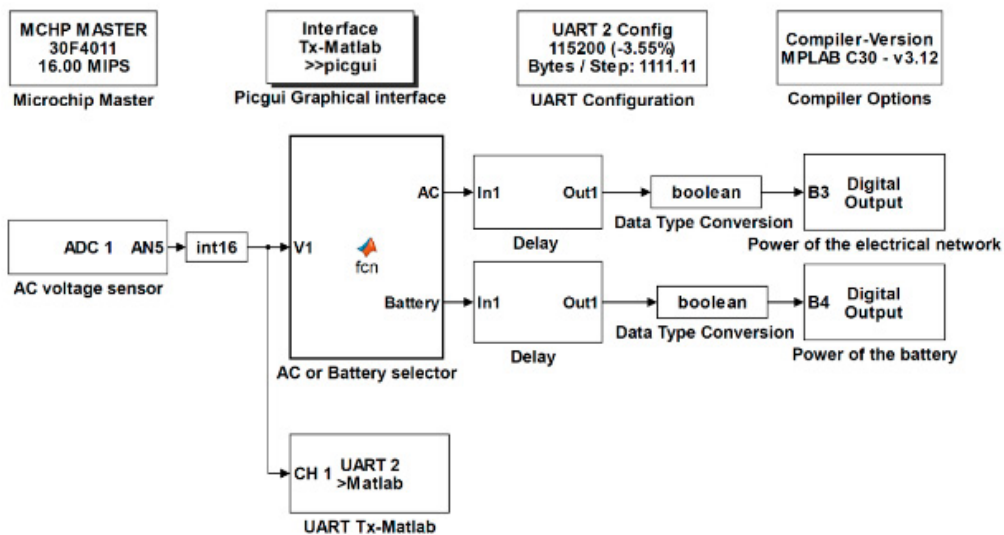 MCHP MASTER
30F4011
16.00 MIPS
Microchip Master
Interface
Tx-Matlab
>>picgui
Picgui Graphical interface
UART 2 Config
115200 (-3.55%)
Bytes / Step: 1111.11
UART Configuration
Compiler-Version
MPLAB C30 - v3.12
Compiler Options
ADC 1 AN5
AC voltage sensor
int16
V1
fcn
AC
Battery
AC or Battery selector
In1 Out1
Delay
boolean
Data Type Conversion
B3 Digital
Output
Power of the electrical network
In1 Out1
Delay
boolean
Data Type Conversion
B4 Digital
Output
Power of the battery
CH 1 UART 2
>Matlab
UART Tx-Matlab